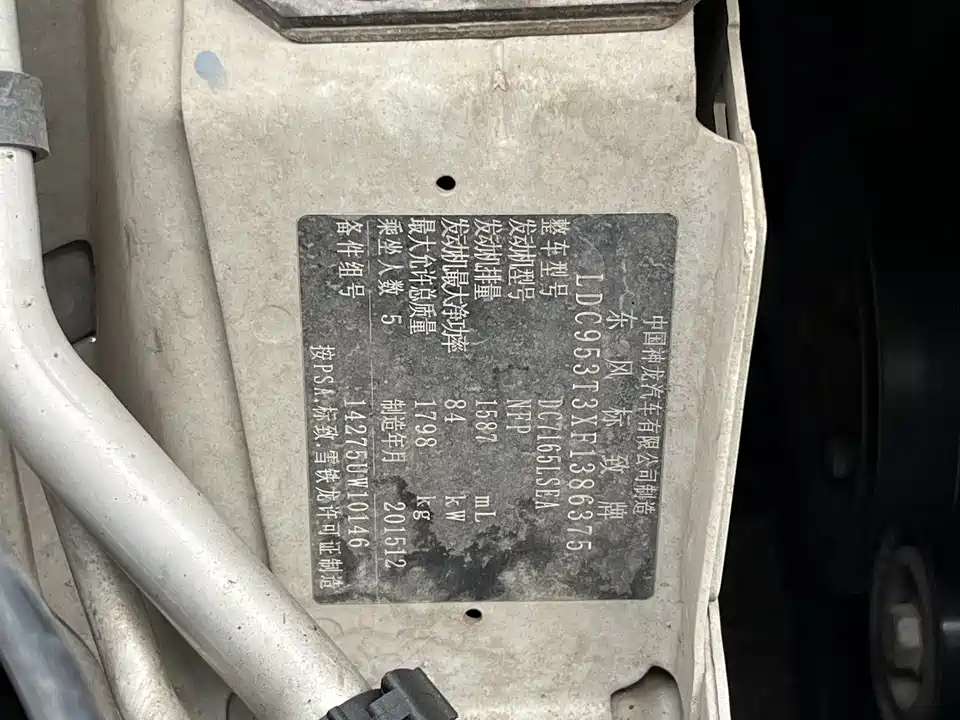 中国神龙汽车有限公司制造
东风标致牌
LDC953T3XF1386375
整车型号 DC7165LSEA
发动机型号 NFP
发动机排量 1587 mL
发动机最大净功率 84 kW
最大允许总质量 1798 kg
乘坐人数 5 制造年月 201512
备件组号 14275UW10146
按PSA.标致.雪铁龙许可证制造